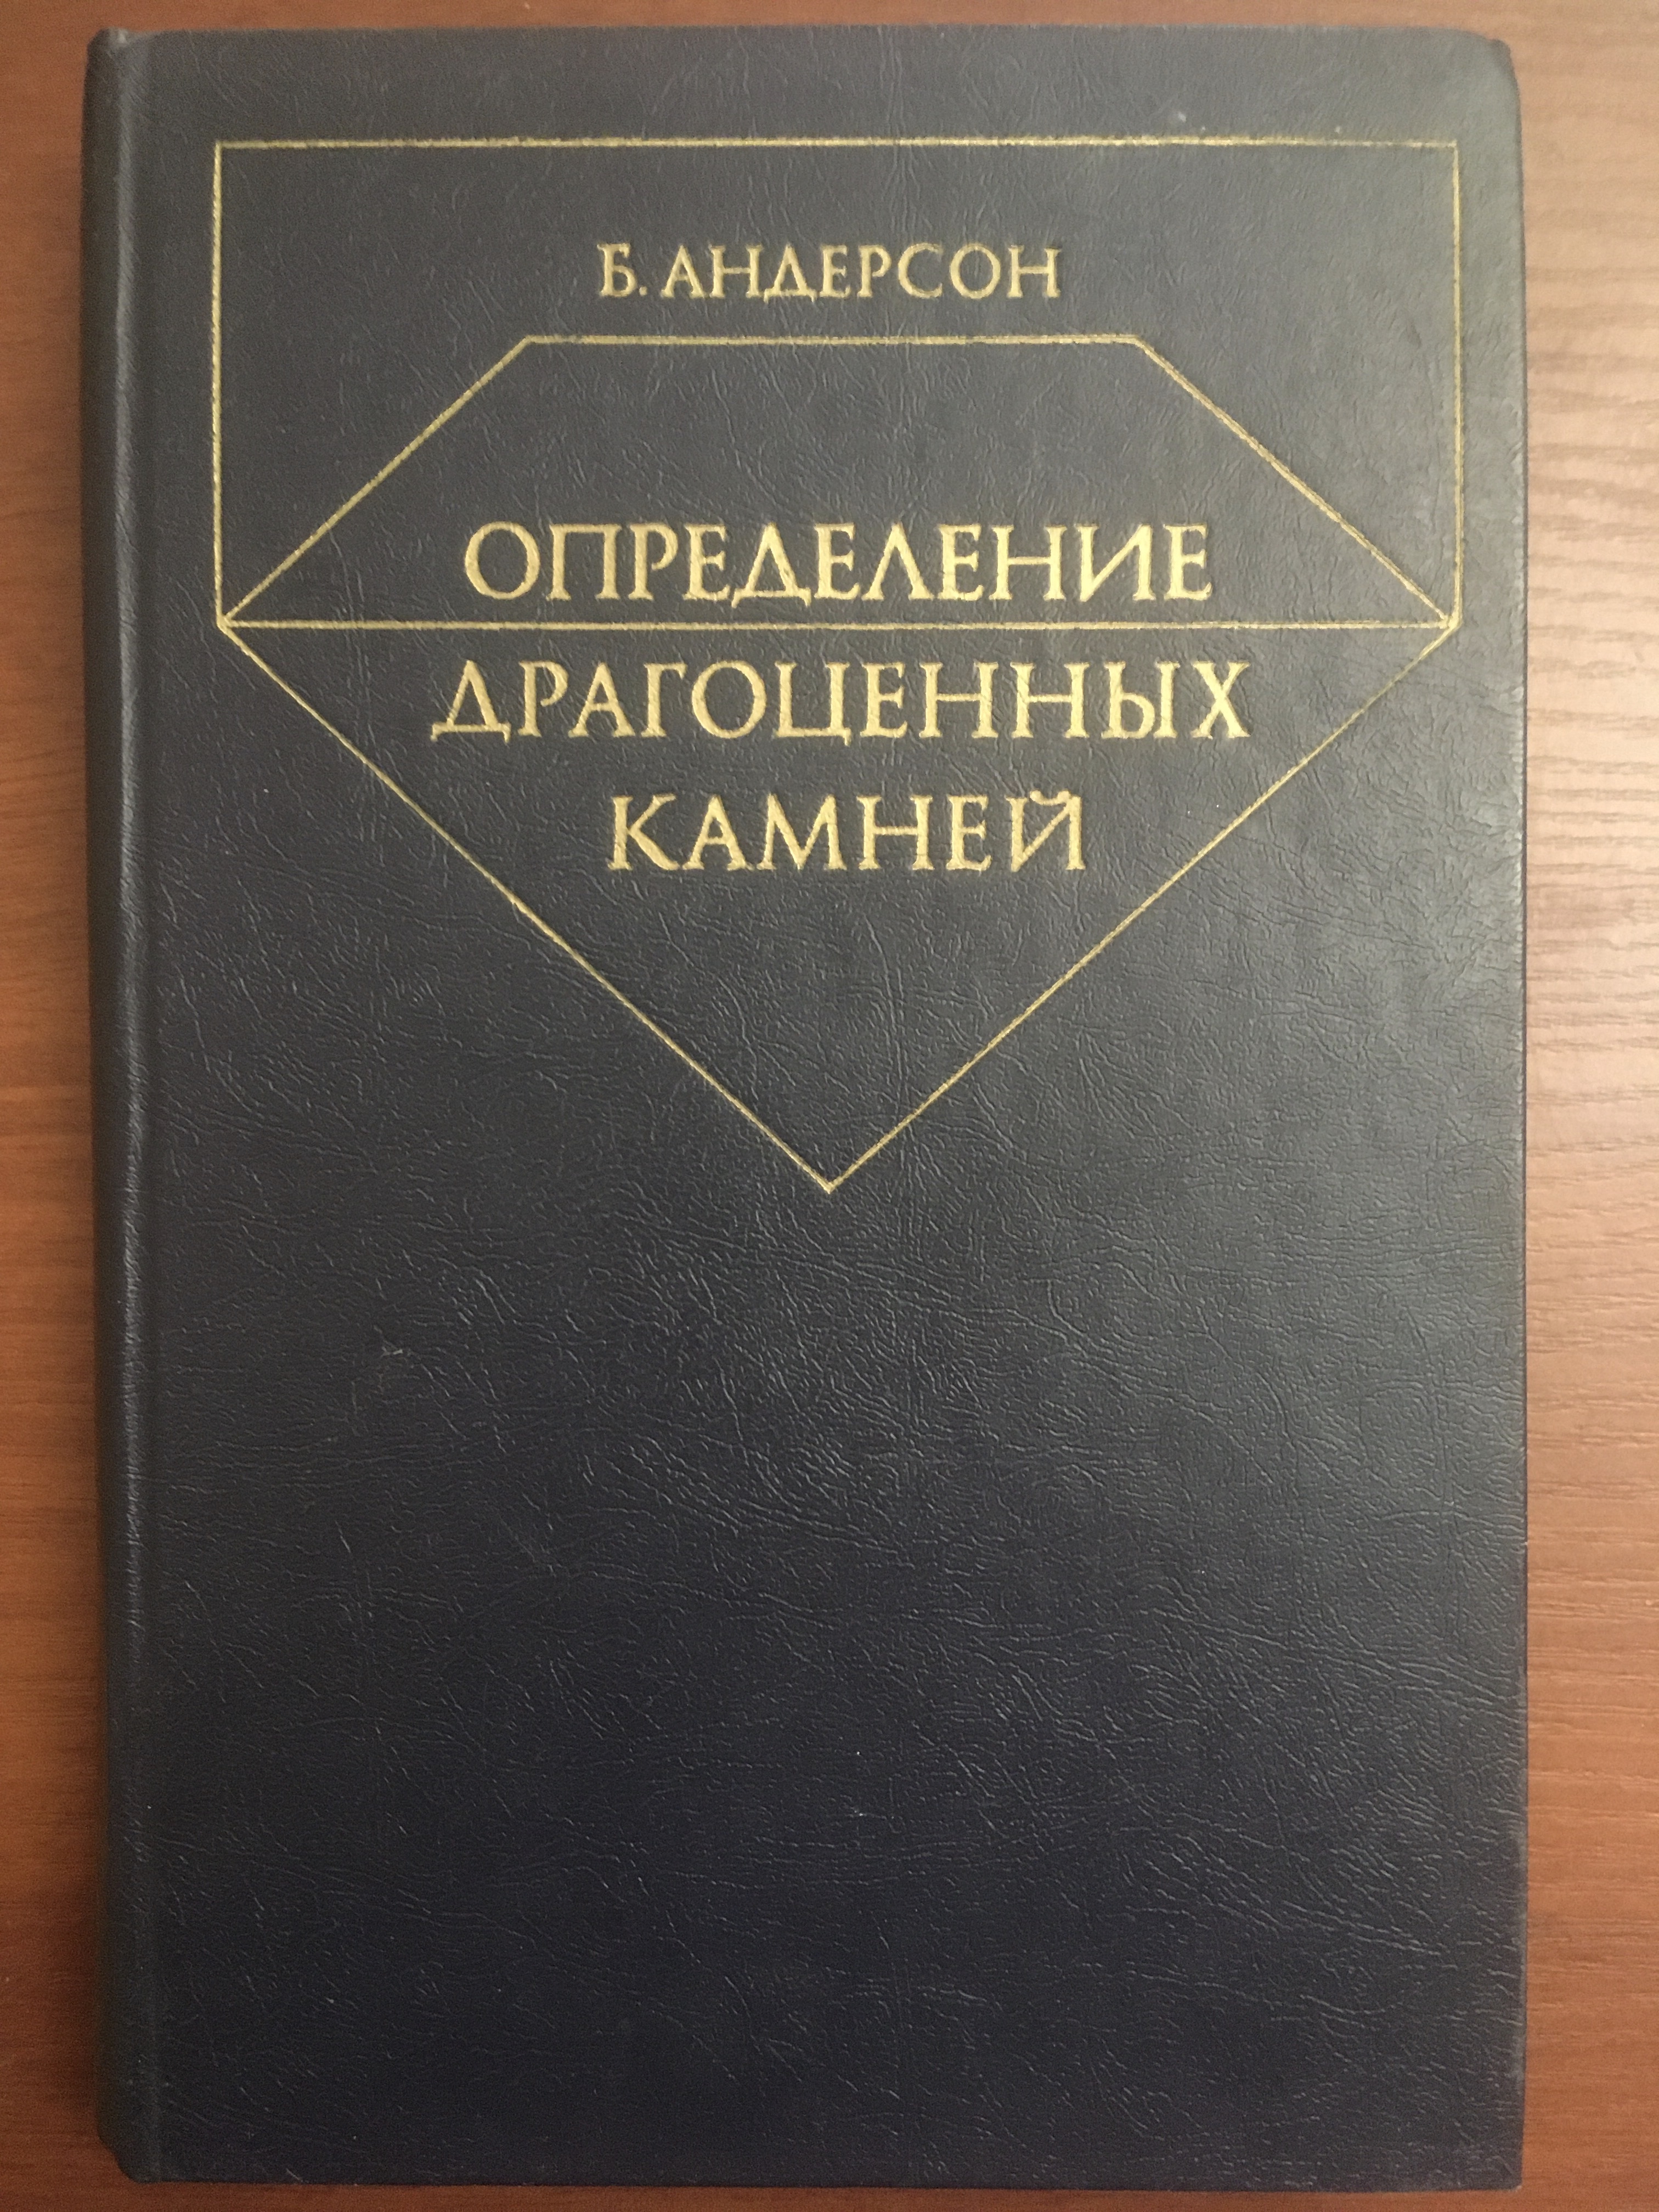 Б. АНДЕРСОН
ОПРЕДЕЛЕНИЕ
ДРАГОЦЕННЫХ
КАМНЕЙ